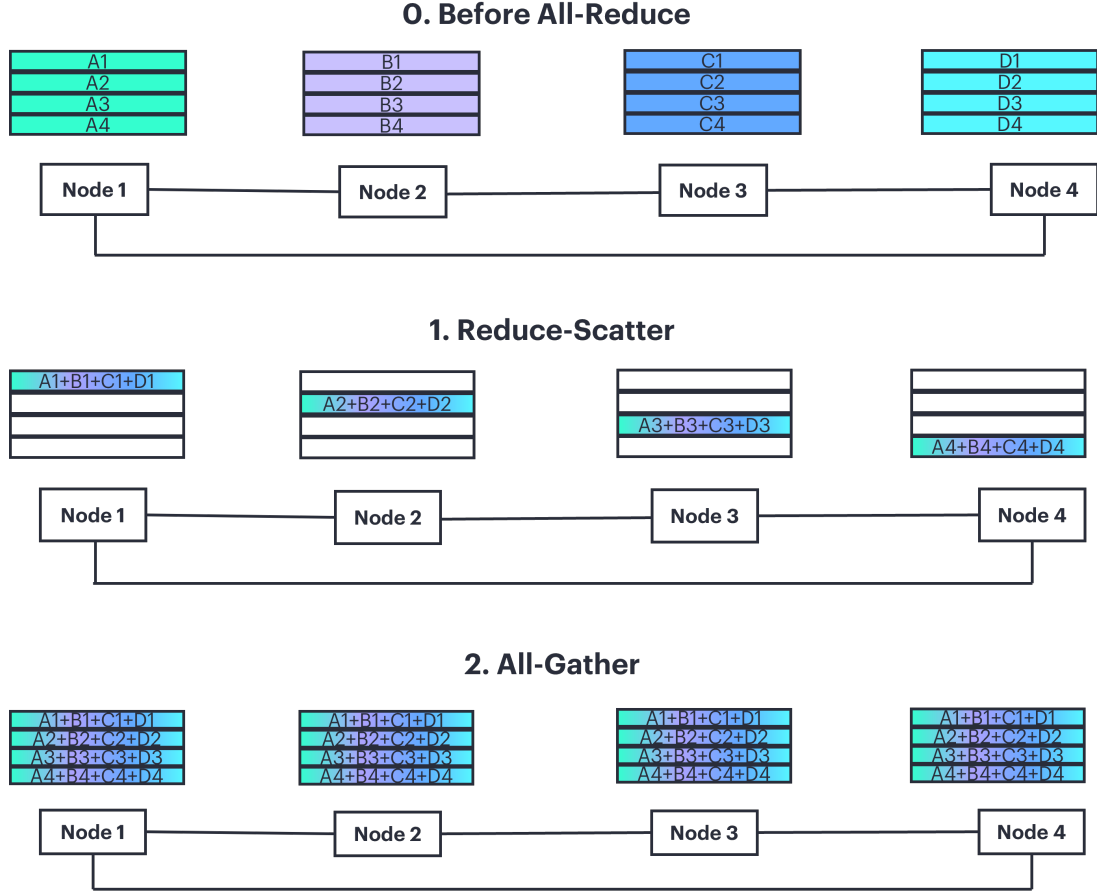 0. Before All-Reduce
A1 B1 C1 D1
A2 B2 C2 D2
A3 B3 C3 D3
A4 B4 C4 D4
Node 1 Node 2 Node 3 Node 4
1. Reduce-Scatter
A1+B1+C1+D1
A2+B2+C2+D2
A3+B3+C3+D3
A4+B4+C4+D4
Node 1 Node 2 Node 3 Node 4
2. All-Gather
A1+B1+C1+D1 A1+B1+C1+D1 A1+B1+C1+D1 A1+B1+C1+D1
A2+B2+C2+D2 A2+B2+C2+D2 A2+B2+C2+D2 A2+B2+C2+D2
A3+B3+C3+D3 A3+B3+C3+D3 A3+B3+C3+D3 A3+B3+C3+D3
A4+B4+C4+D4 A4+B4+C4+D4 A4+B4+C4+D4 A4+B4+C4+D4
Node 1 Node 2 Node 3 Node 4